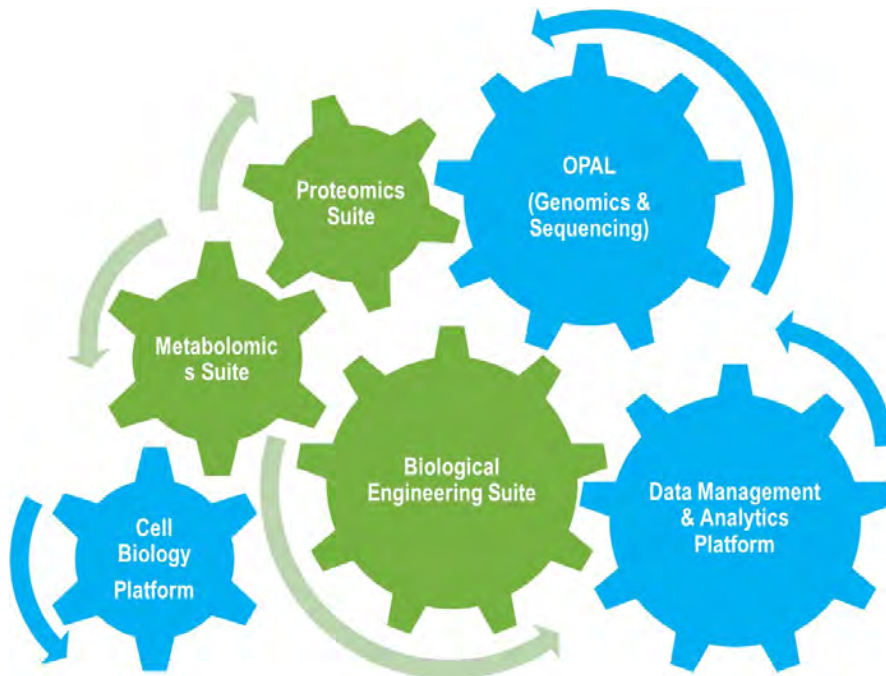 OPAL
(Genomics &
Sequencing)
Proteomics
Suite
Metabolomic
s Suite
Biological
Engineering Suite
Data Management
& Analytics
Platform
Cell
Biology
Platform